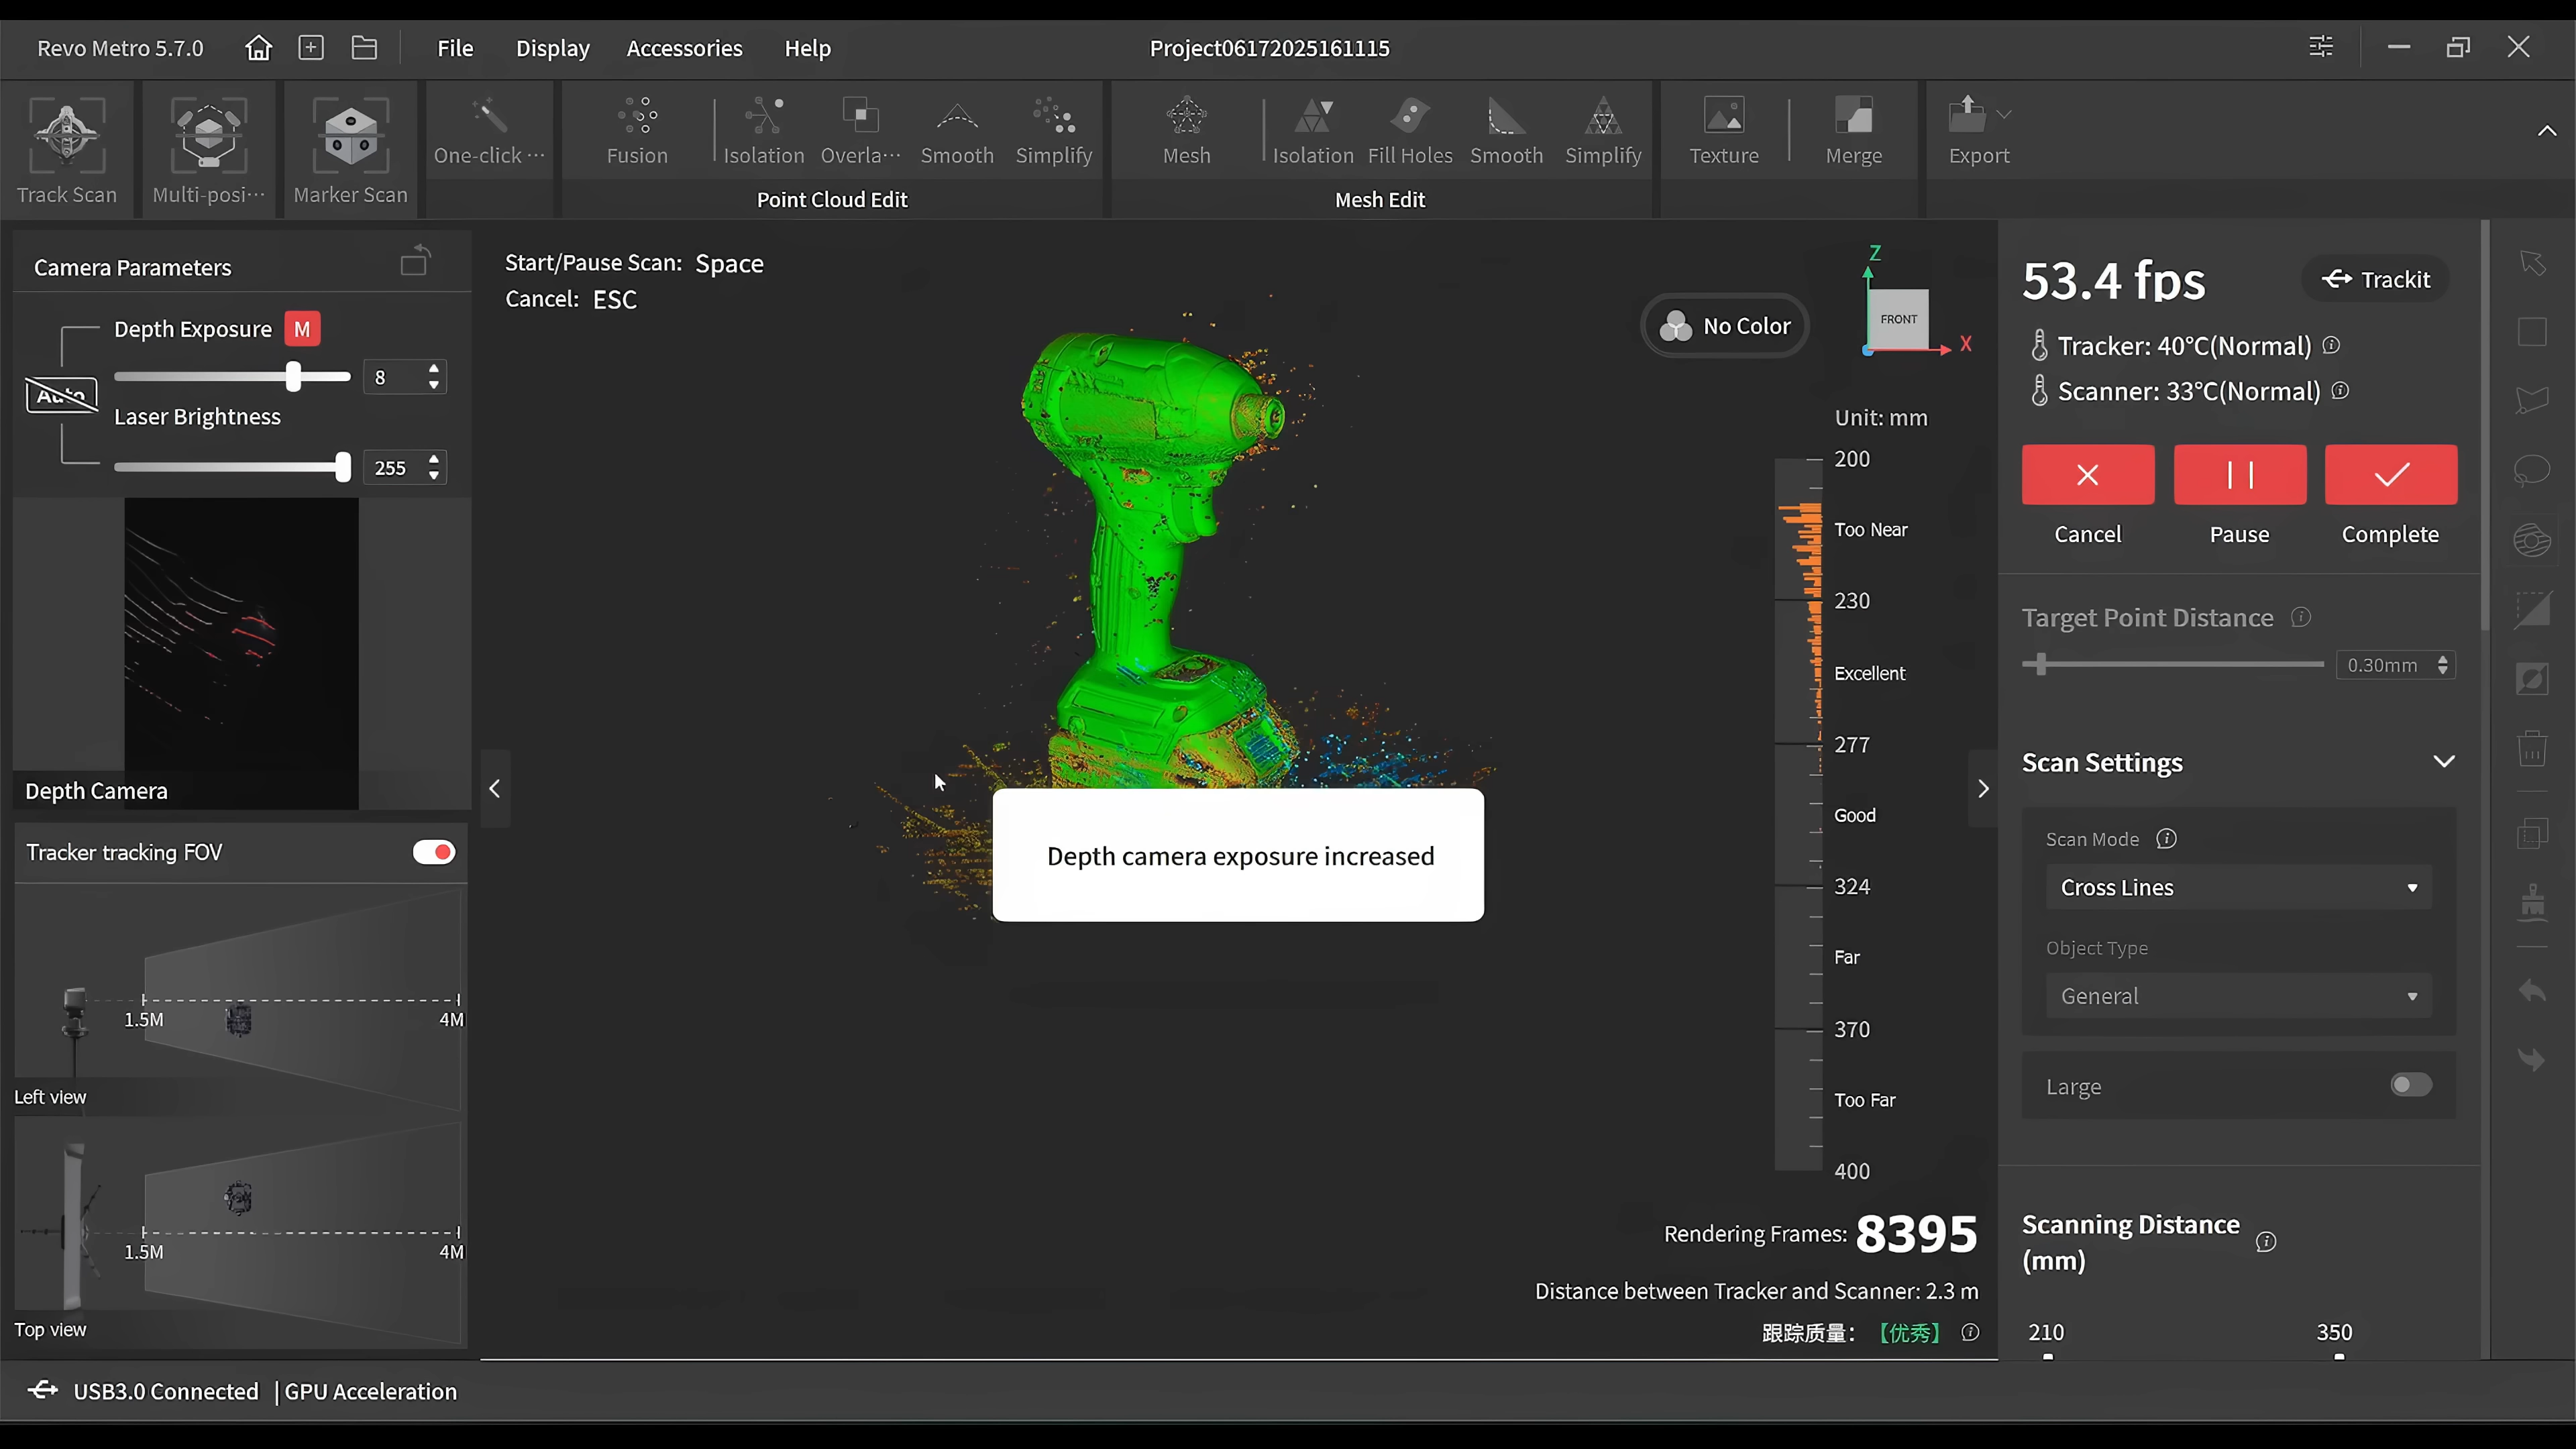 Revo Metro 5.7.0
File
Display
Accessories
Help
Project06172025161115
Track Scan
Multi-posi···
Marker Scan
One-click ···
Fusion
Isolation
Overla···
Smooth
Simplify
Point Cloud Edit
Mesh
Isolation
Fill Holes
Smooth
Simplify
Mesh Edit
Texture
Merge
Export
Camera Parameters
Depth Exposure M
8
Auto
Laser Brightness
255
Depth Camera
Tracker tracking FOV
1.5M
4M
Left view
1.5M
4M
Top view
Start/Pause Scan: Space
Cancel: ESC
No Color
Z
FRONT
X
Unit: mm
200
Too Near
230
Excellent
277
Good
324
Far
370
Too Far
400
Depth camera exposure increased
Rendering Frames: 8395
Distance between Tracker and Scanner: 2.3 m
跟踪质量：【优秀】
53.4 fps
Trackit
Tracker: 40°C(Normal)
Scanner: 33°C(Normal)
Cancel
Pause
Complete
Target Point Distance
0.30mm
Scan Settings
Scan Mode
Cross Lines
Object Type
General
Large
Scanning Distance
(mm)
210
350
USB3.0 Connected | GPU Acceleration